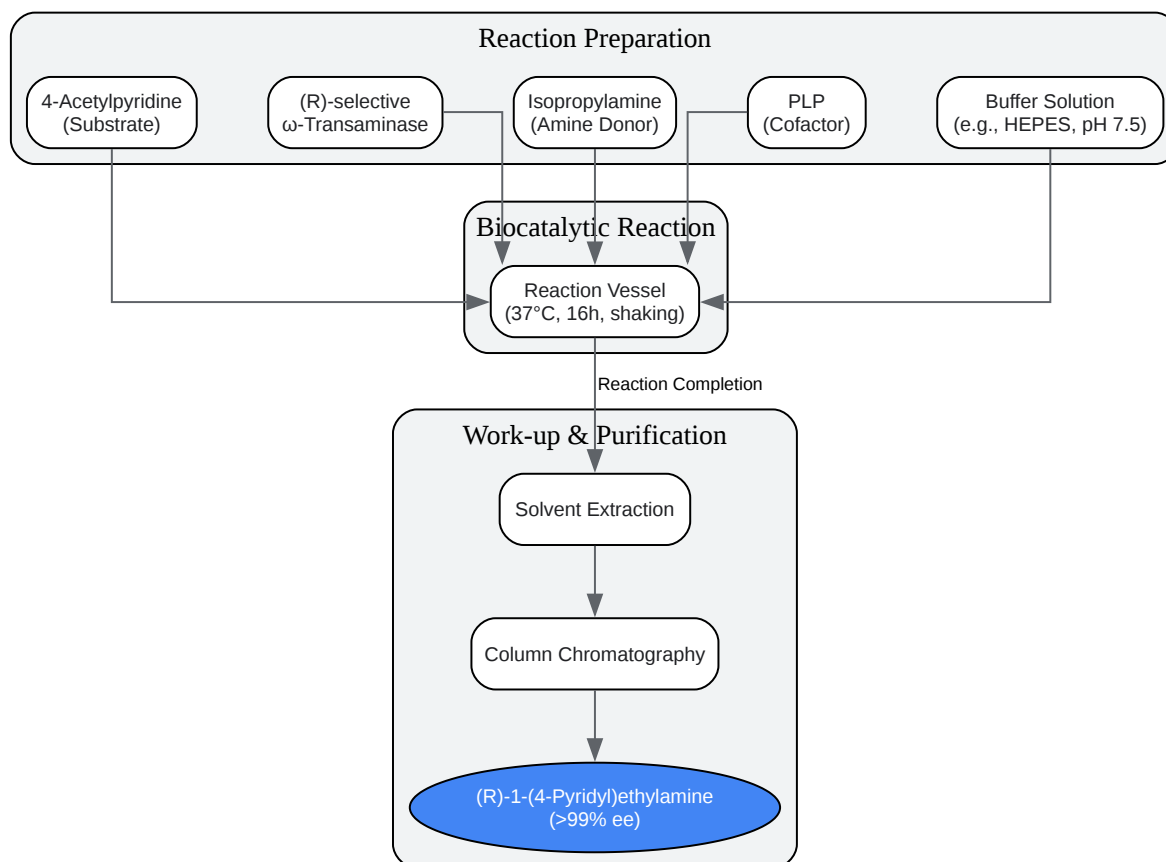 Reaction Preparation
4-Acetylpyridine
(Substrate)
(R)-selective
ω-Transaminase
Isopropylamine
(Amine Donor)
PLP
(Cofactor)
Buffer Solution
(e.g., HEPES, pH 7.5)
Biocatalytic Reaction
Reaction Vessel
(37°C, 16h, shaking)
Reaction Completion
Work-up & Purification
Solvent Extraction
Column Chromatography
(R)-1-(4-Pyridyl)ethylamine
(>99% ee)